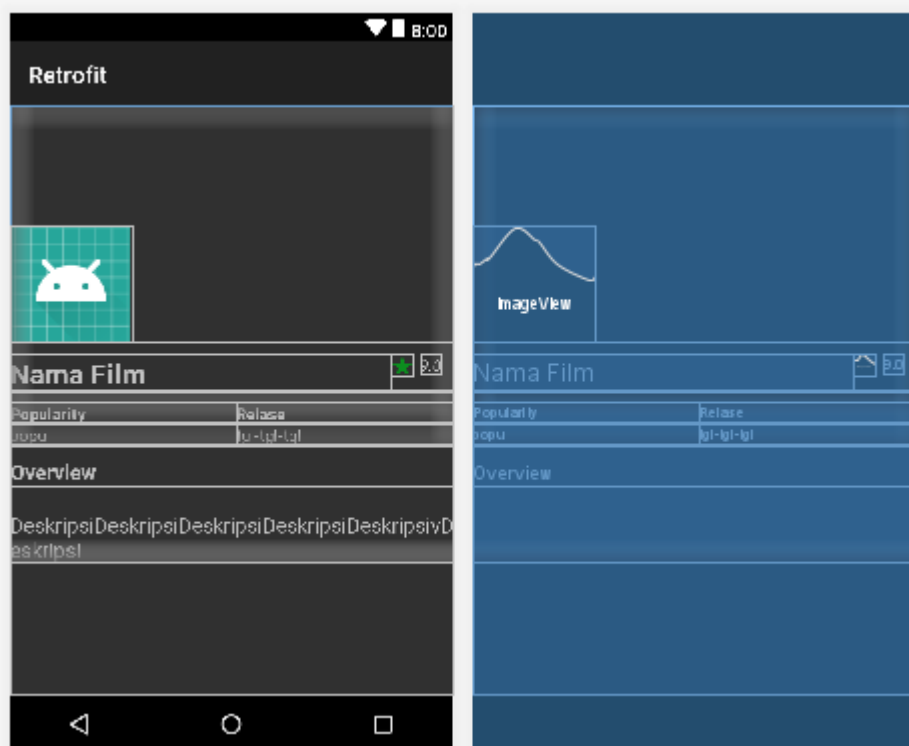 8:00
Retrofit
ImageView
Nama Film
9.0
Nama Film
9.0
Popularity
Relase
Popularity
Relase
popu
tgl-tgl-tgl
popu
tgl-tgl-tgl
Overview
Overview
DeskripsiDeskripsiDeskripsiDeskripsiDeskripsivD
eskripsi